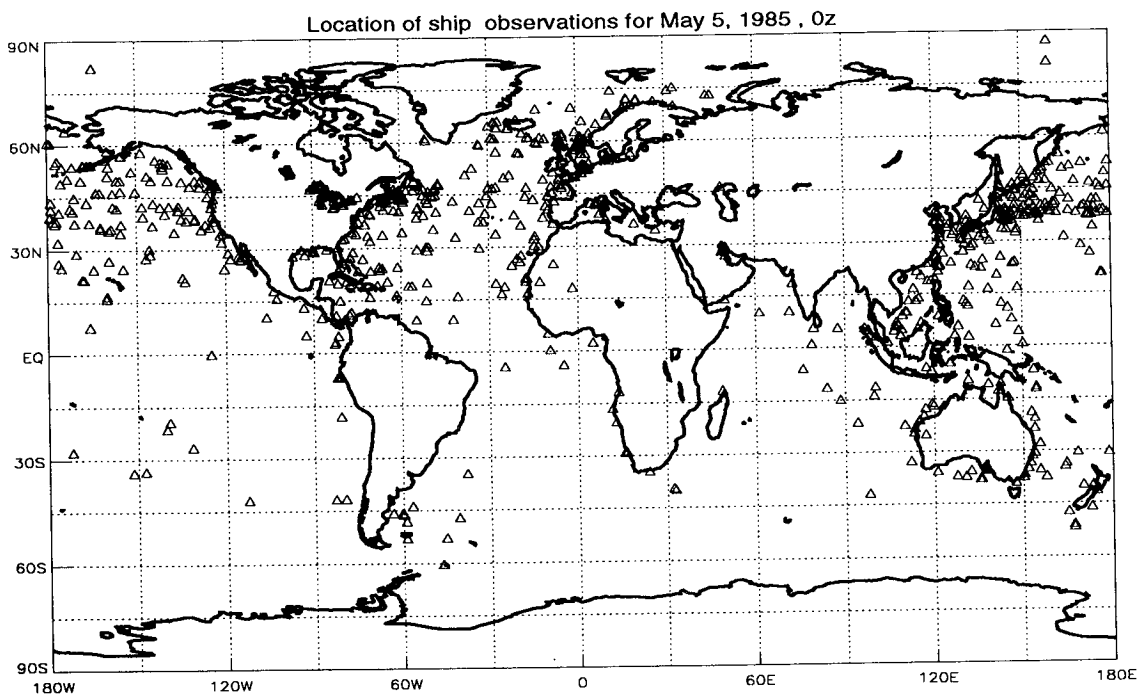 Location of ship observations for May 5, 1985 , 0z
90N
60N
30N
EQ
30S
60S
90S
180W 120W 60W 0 60E 120E 180E